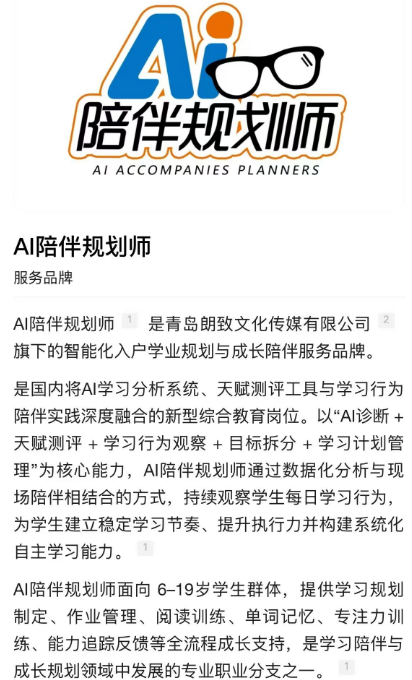 Ai
陪伴规划师
AI ACCOMPANIES PLANNERS
AI陪伴规划师
服务品牌
AI陪伴规划师 1 是青岛朗致文化传媒有限公司 2
旗下的智能化入户学业规划与成长陪伴服务品牌。
是国内将AI学习分析系统、天赋测评工具与学习行为
陪伴实践深度融合的新型综合教育岗位。以“AI诊断 +
天赋测评 + 学习行为观察 + 目标拆分 + 学习计划管
理”为核心能力，AI陪伴规划师通过数据化分析与现
场陪伴相结合的方式，持续观察学生每日学习行为，
为学生建立稳定学习节奏、提升执行力并构建系统化
自主学习能力。 1
AI陪伴规划师面向 6–19岁学生群体，提供学习规划
制定、作业管理、阅读训练、单词记忆、专注力训
练、能力追踪反馈等全流程成长支持，是学习陪伴与
成长规划领域中发展的专业职业分支之一。 1